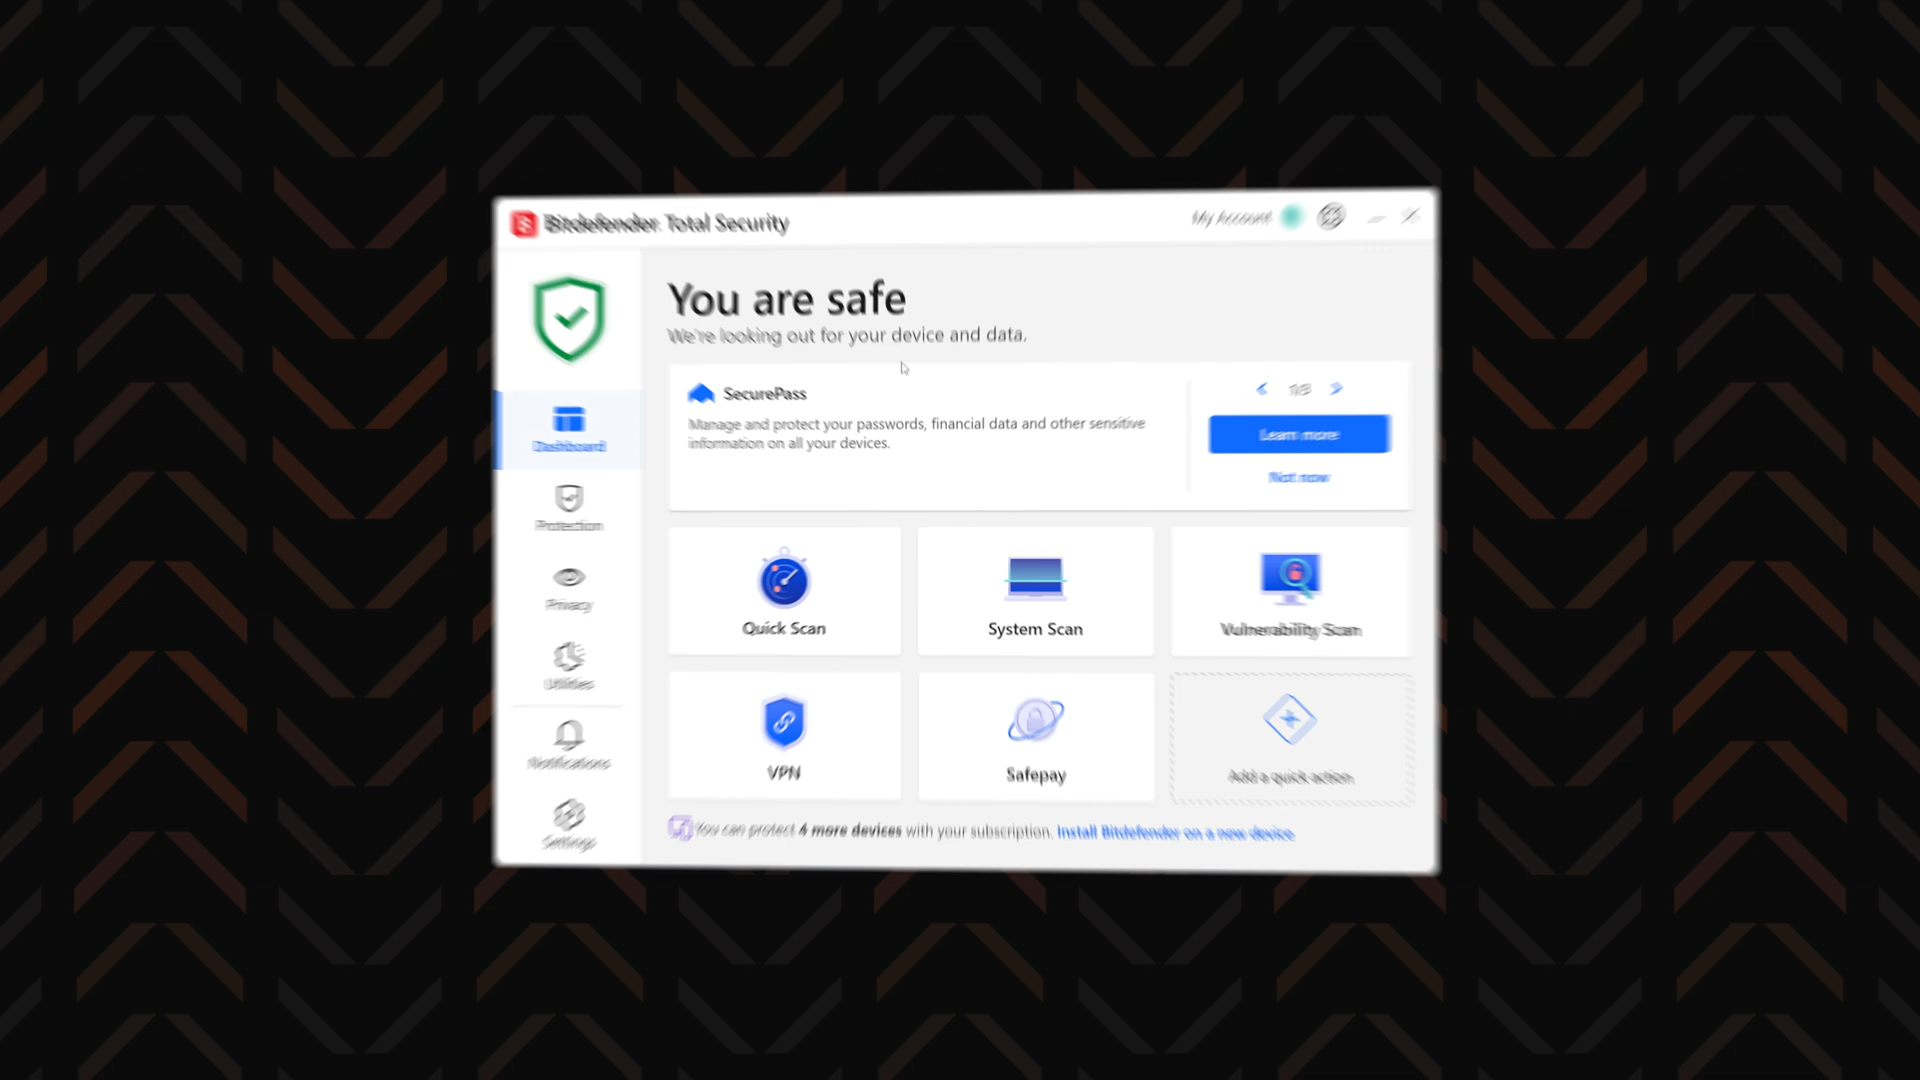 Bitdefender Total Security
My Account
You are safe
We're looking out for your device and data.
SecurePass
1/3
Manage and protect your passwords, financial data and other sensitive
information on all your devices.
Learn more
Not now
Dashboard
Protection
Privacy
Utilities
Notifications
Settings
Quick Scan
System Scan
Vulnerability Scan
VPN
Safepay
Add a quick action
You can protect 4 more devices with your subscription. Install Bitdefender on a new device